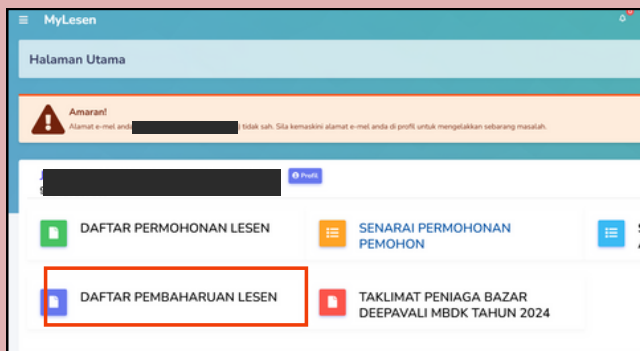 MyLesen
Halaman Utama
Amaran!
Alamat e-mel anda ) tidak sah. Sila kemaskini alamat e-mel anda di profil untuk mengelakkan sebarang masalah.
Profil
DAFTAR PERMOHONAN LESEN
SENARAI PERMOHONAN
PEMOHON
DAFTAR PEMBAHARUAN LESEN
TAKLIMAT PENIAGA BAZAR
DEEPAVALI MBDK TAHUN 2024